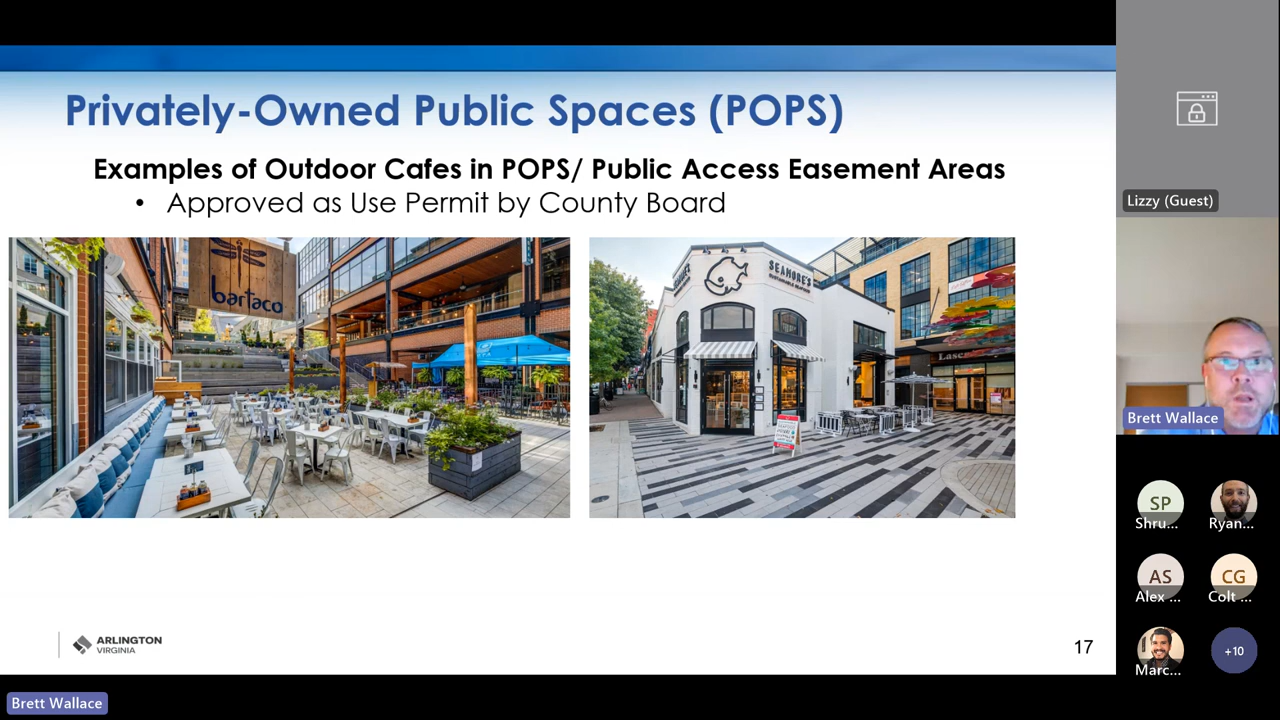 Privately-Owned Public Spaces (POPS)
Examples of Outdoor Cafes in POPS/ Public Access Easement Areas
• Approved as Use Permit by County Board
bartaco
SEAMORE'S
SUSTAINABLE SEAFOOD
ARLINGTON
VIRGINIA
17
Lizzy (Guest)
Brett Wallace
SP
Shru...
Ryan...
AS
Alex ...
CG
Colt ...
Marc...
+10
Brett Wallace